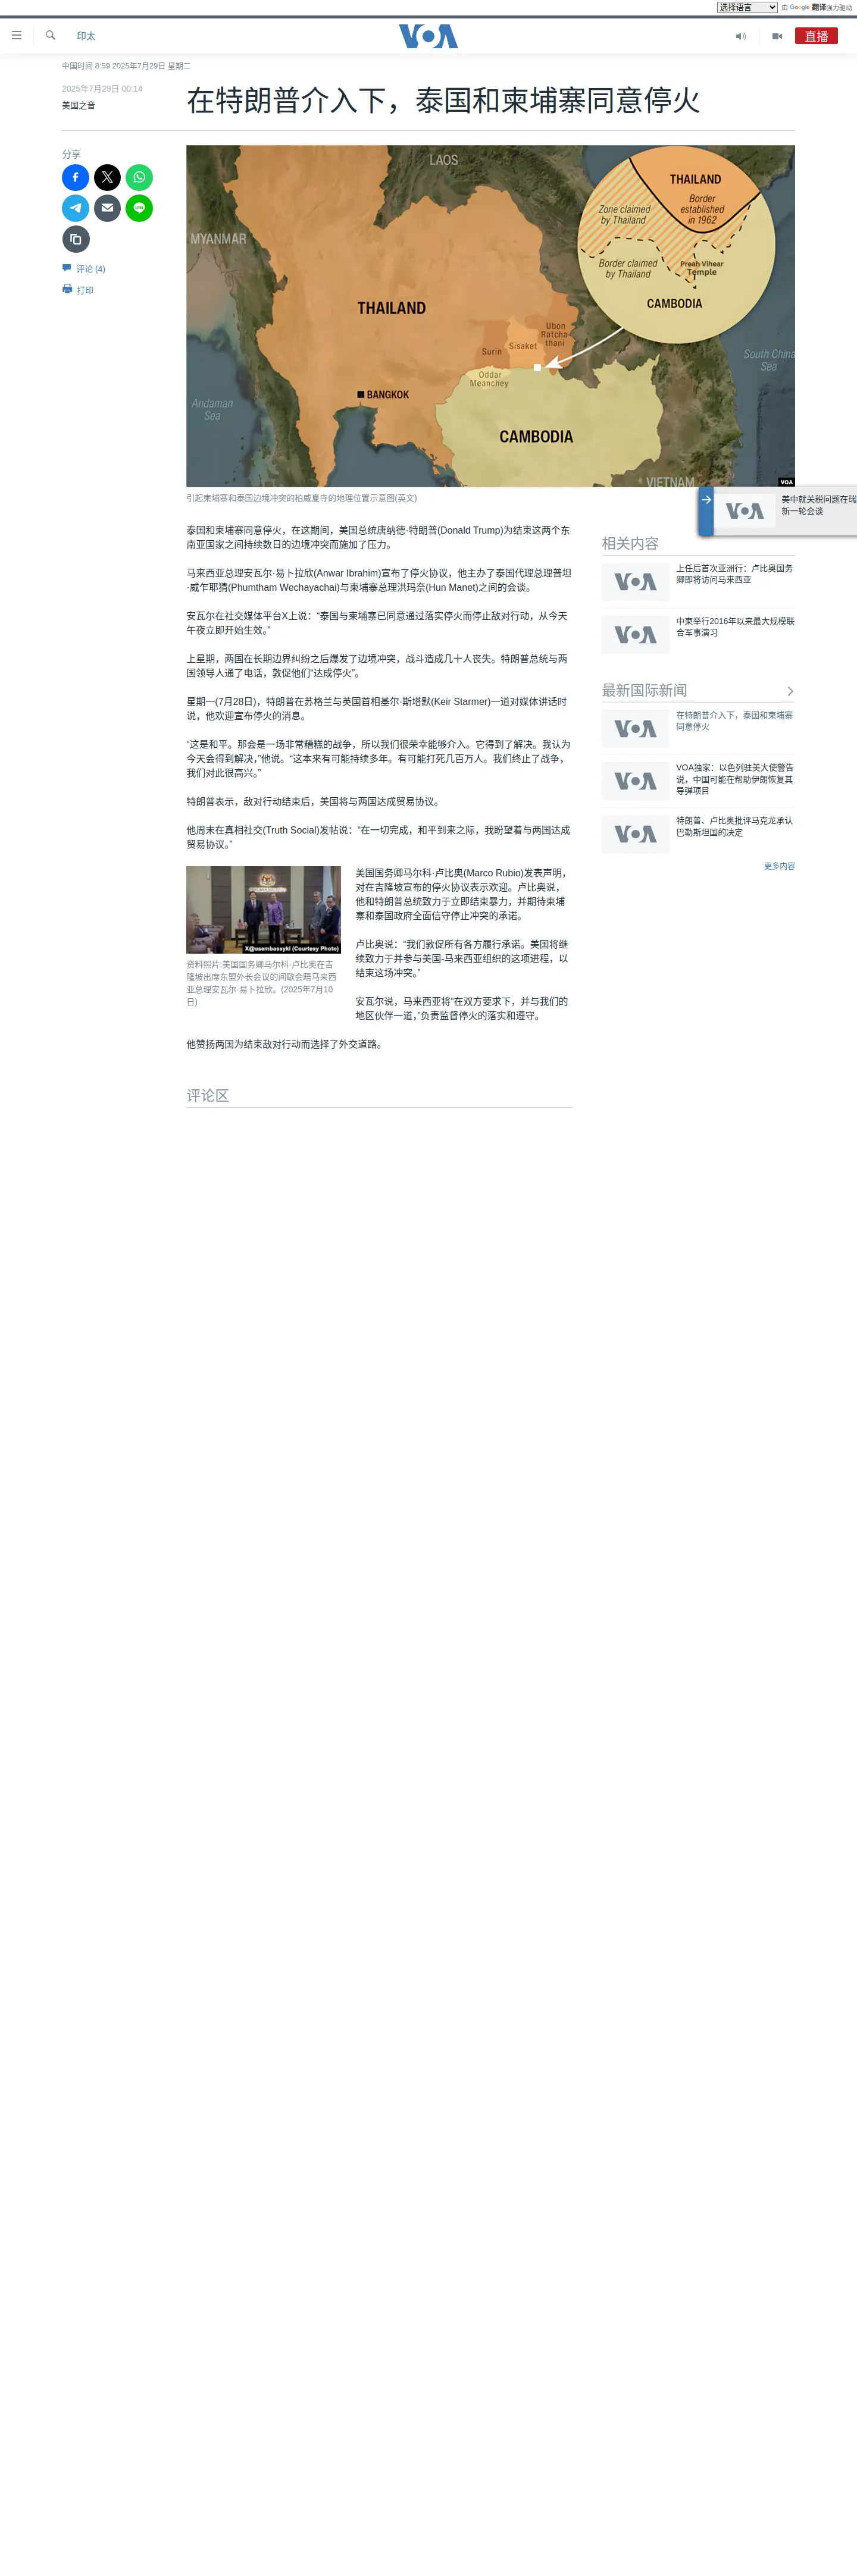 选择语言 由 Google 翻译强力驱动
印太
VOA
直播
中国时间 8:59 2025年7月29日 星期二
2025年7月29日 00:14
美国之音
在特朗普介入下，泰国和柬埔寨同意停火
分享
评论 (4)
打印
LAOS
MYANMAR
THAILAND
Zone claimed
by Thailand
Border
established
in 1962
Border claimed
by Thailand
Preah Vihear
Temple
CAMBODIA
THAILAND
Ubon
Ratcha-
thani
Surin
Sisaket
Oddar
Meanchey
South China
Sea
BANGKOK
Andaman
Sea
CAMBODIA
VIETNAM
VOA
引起柬埔寨和泰国边境冲突的柏威夏寺的地理位置示意图(英文)
VOA
美中就关税问题在瑞
新一轮会谈
泰国和柬埔寨同意停火，在这期间，美国总统唐纳德·特朗普(Donald Trump)为结束这两个东
南亚国家之间持续数日的边境冲突而施加了压力。
马来西亚总理安瓦尔·易卜拉欣(Anwar Ibrahim)宣布了停火协议，他主办了泰国代理总理普坦
·威乍耶猜(Phumtham Wechayachai)与柬埔寨总理洪玛奈(Hun Manet)之间的会谈。
安瓦尔在社交媒体平台X上说：“泰国与柬埔寨已同意通过落实停火而停止敌对行动，从今天
午夜立即开始生效。”
上星期，两国在长期边界纠纷之后爆发了边境冲突，战斗造成几十人丧失。特朗普总统与两
国领导人通了电话，敦促他们“达成停火”。
星期一(7月28日)，特朗普在苏格兰与英国首相基尔·斯塔默(Keir Starmer)一道对媒体讲话时
说，他欢迎宣布停火的消息。
“这是和平。那会是一场非常糟糕的战争，所以我们很荣幸能够介入。它得到了解决。我认为
今天会得到解决，”他说。“这本来有可能持续多年。有可能打死几百万人。我们终止了战争，
我们对此很高兴。”
特朗普表示，敌对行动结束后，美国将与两国达成贸易协议。
他周末在真相社交(Truth Social)发帖说：“在一切完成，和平到来之际，我盼望着与两国达成
贸易协议。”
X@usembassykl (Courtesy Photo)
资料照片:美国国务卿马尔科·卢比奥在吉
隆坡出席东盟外长会议的间歇会晤马来西
亚总理安瓦尔·易卜拉欣。(2025年7月10
日)
美国国务卿马尔科·卢比奥(Marco Rubio)发表声明，
对在吉隆坡宣布的停火协议表示欢迎。卢比奥说，
他和特朗普总统致力于立即结束暴力，并期待柬埔
寨和泰国政府全面信守停止冲突的承诺。
卢比奥说：“我们敦促所有各方履行承诺。美国将继
续致力于并参与美国-马来西亚组织的这项进程，以
结束这场冲突。”
安瓦尔说，马来西亚将“在双方要求下，并与我们的
地区伙伴一道，”负责监督停火的落实和遵守。
他赞扬两国为结束敌对行动而选择了外交道路。
评论区
相关内容
VOA
上任后首次亚洲行：卢比奥国务
卿即将访问马来西亚
VOA
中柬举行2016年以来最大规模联
合军事演习
最新国际新闻
VOA
在特朗普介入下，泰国和柬埔寨
同意停火
VOA
VOA独家：以色列驻美大使警告
说，中国可能在帮助伊朗恢复其
导弹项目
VOA
特朗普、卢比奥批评马克龙承认
巴勒斯坦国的决定
更多内容